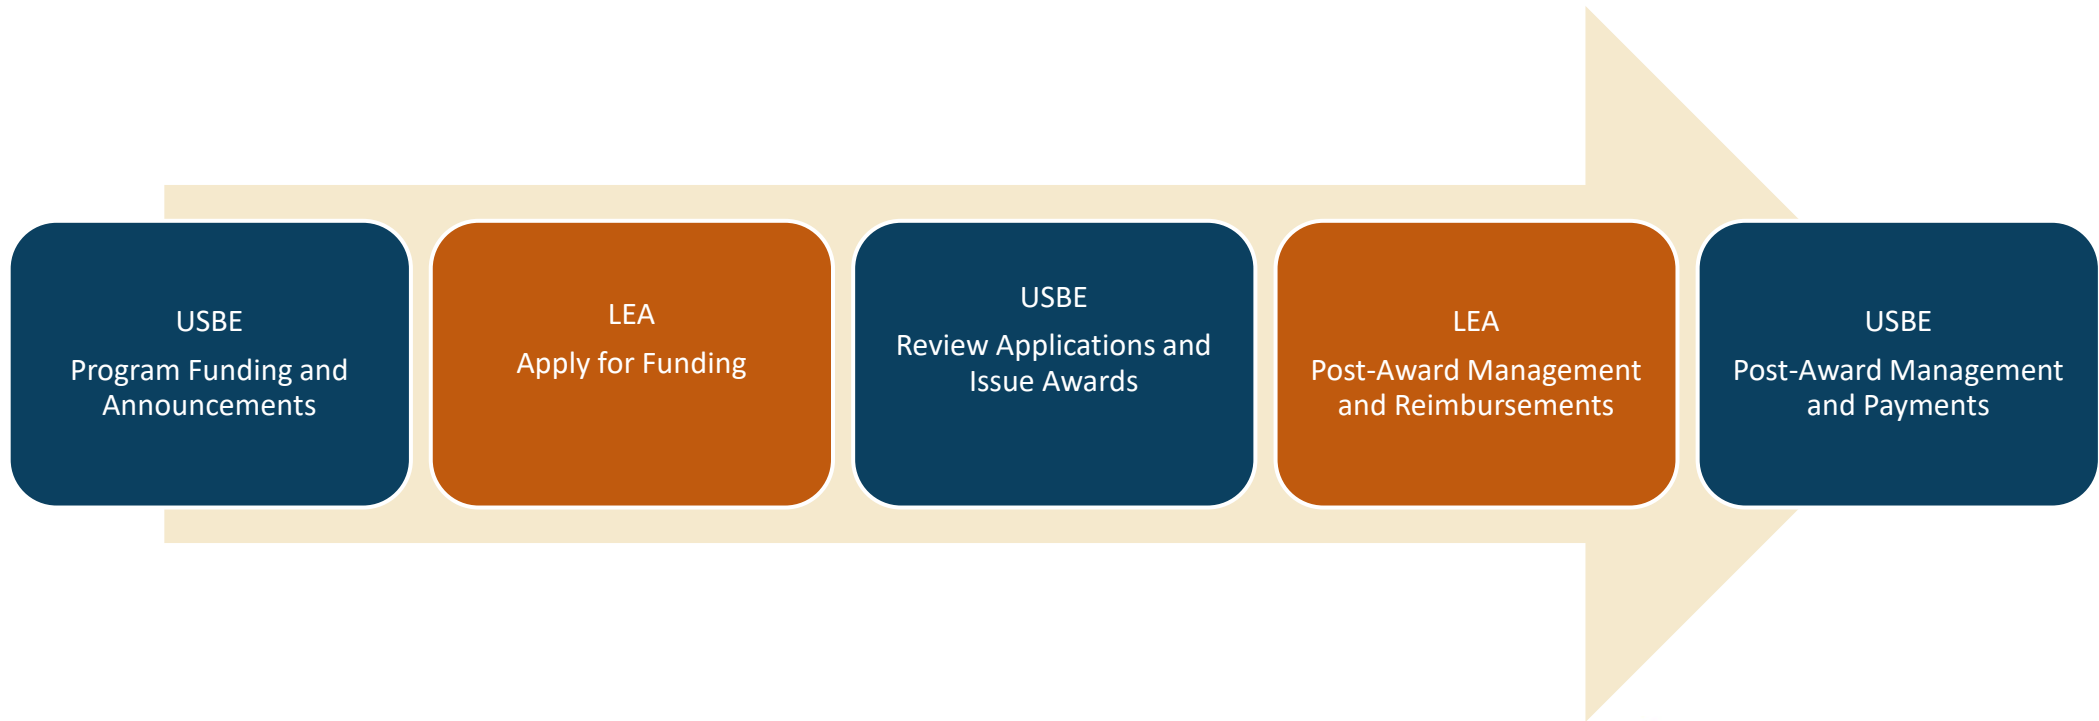 USBE
Program Funding and
Announcements
LEA
Apply for Funding
USBE
Review Applications and
Issue Awards
LEA
Post-Award Management
and Reimbursements
USBE
Post-Award Management
and Payments